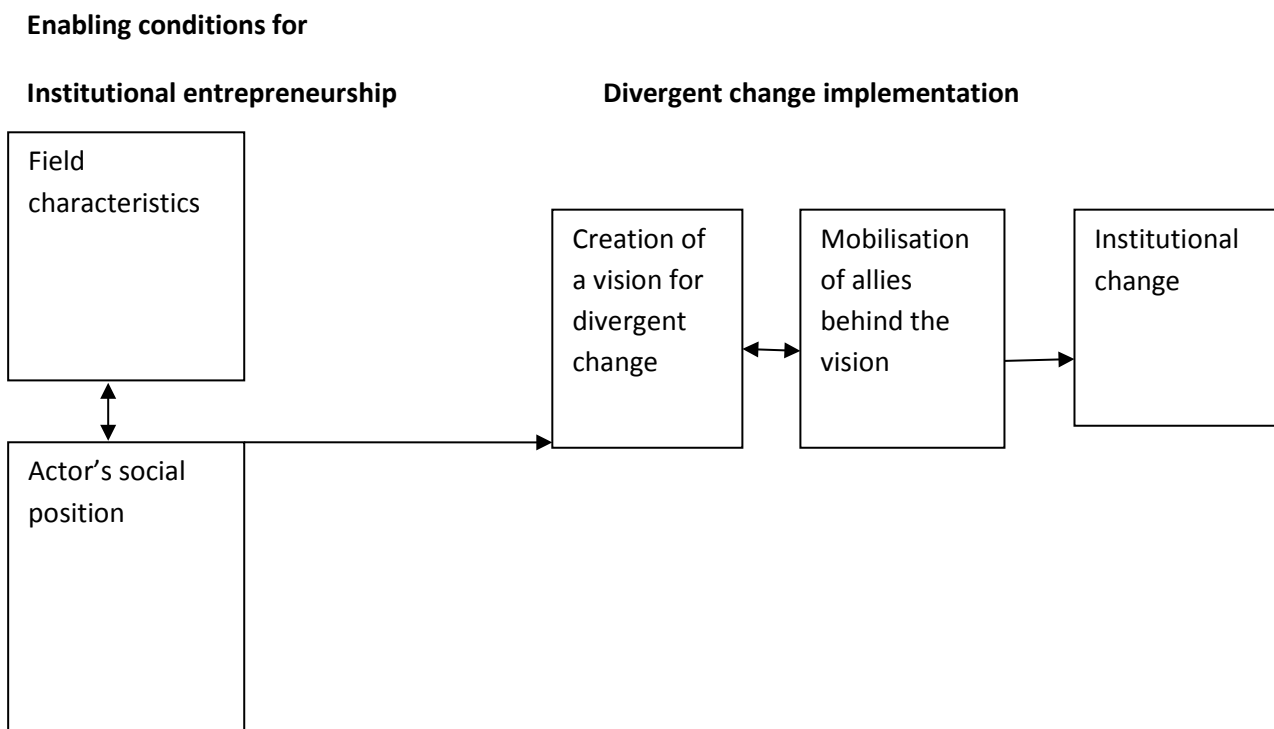 Enabling conditions for
Institutional entrepreneurship
Divergent change implementation
Field
characteristics
Actor’s social
position
Creation of
a vision for
divergent
change
Mobilisation
of allies
behind the
vision
Institutional
change